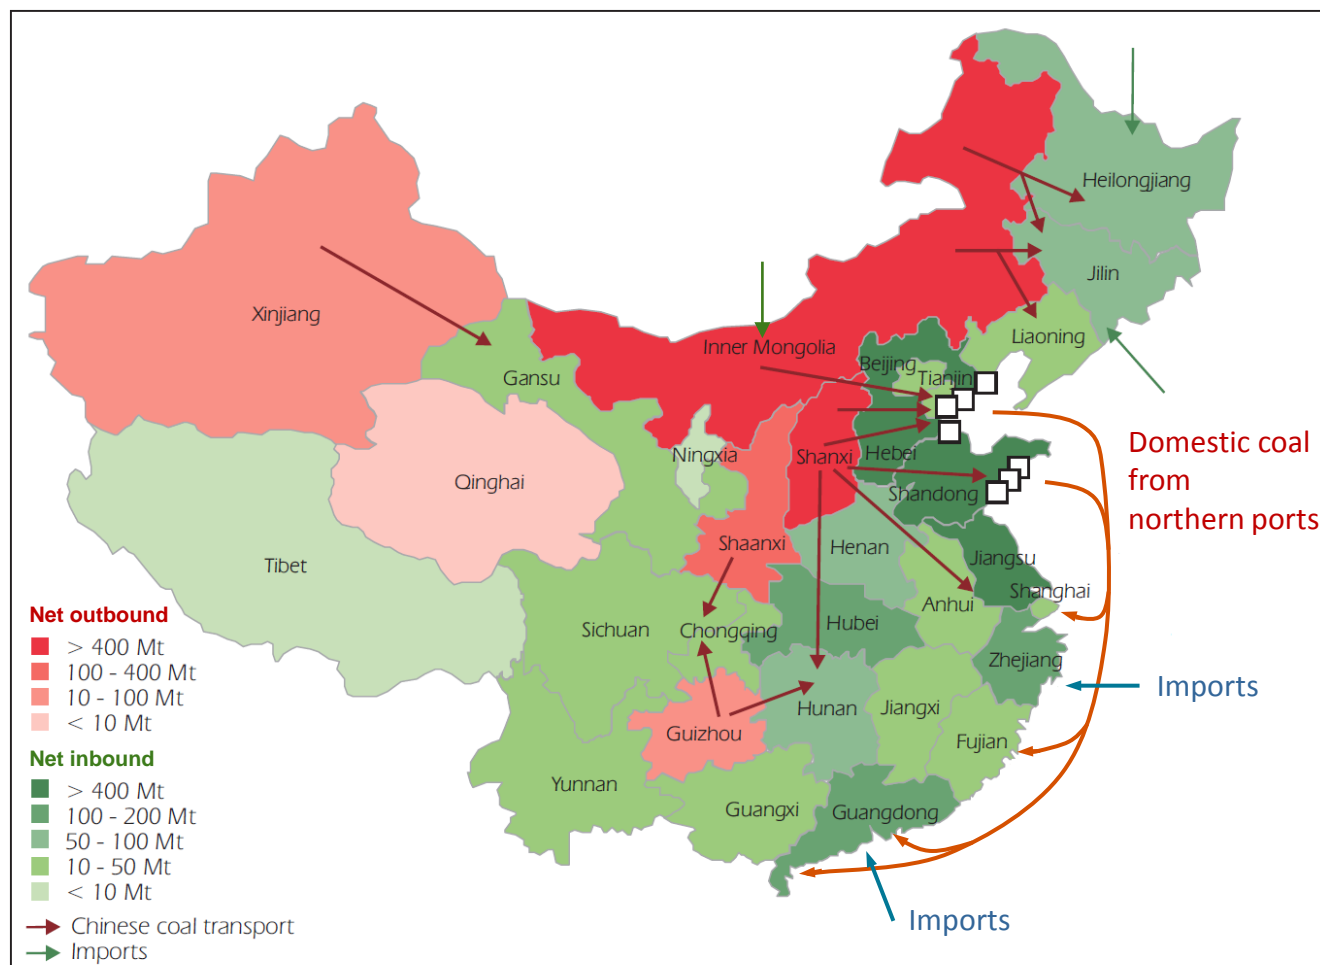 Heilongjiang
Jilin
Liaoning
Xinjiang
Inner Mongolia
Beijing
Tianjin
Gansu
Ningxia
Shanxi
Hebei
Shandong
Qinghai
Domestic coal
from
northern ports
Tibet
Shaanxi
Henan
Jiangsu
Shanghai
Anhui
Sichuan
Chongqing
Hubei
Zhejiang
Imports
Hunan
Jiangxi
Guizhou
Fujian
Yunnan
Guangxi
Guangdong
Imports
Net outbound
> 400 Mt
100 - 400 Mt
10 - 100 Mt
< 10 Mt
Net inbound
> 400 Mt
100 - 200 Mt
50 - 100 Mt
10 - 50 Mt
< 10 Mt
Chinese coal transport
Imports